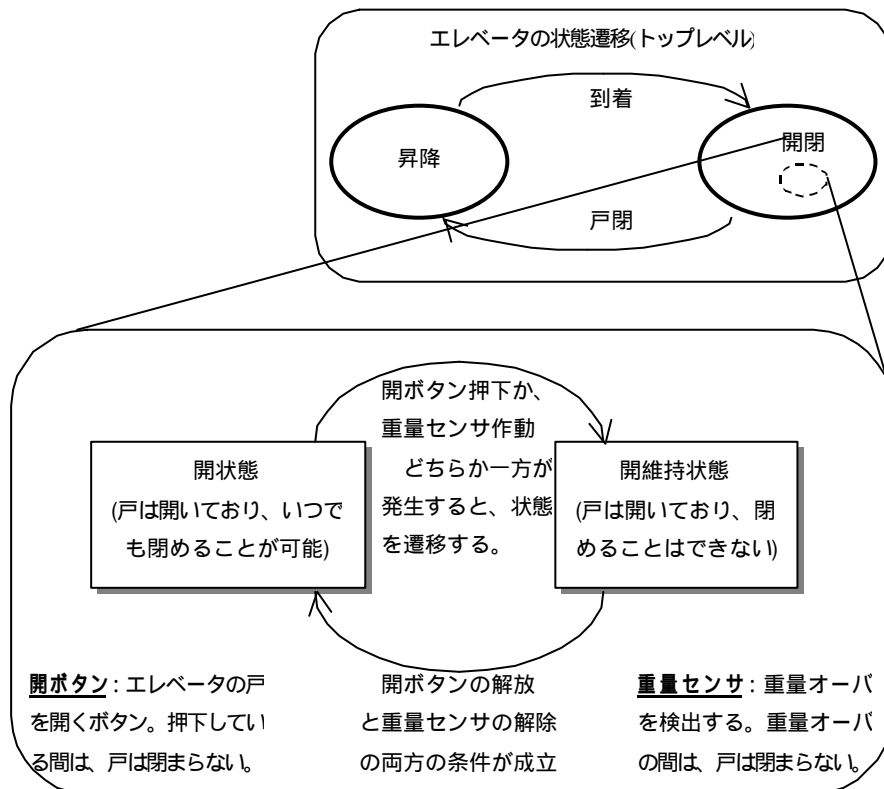 エレベータの状態遷移(トップレベル)
到着
昇降
開閉
戸閉
開ボタン押下か、
重量センサ作動
どちらか一方が
発生すると、状態
を遷移する。
開状態
(戸は開いており、いつで
も閉めることが可能)
開維持状態
(戸は開いており、閉
めることはできない)
開ボタン:エレベータの戸
を開くボタン。押下してい
る間は、戸は閉まらない。
開ボタンの解放
と重量センサの解除
の両方の条件が成立
重量センサ:重量オーバ
を検出する。重量オーバ
の間は、戸は閉まらない。